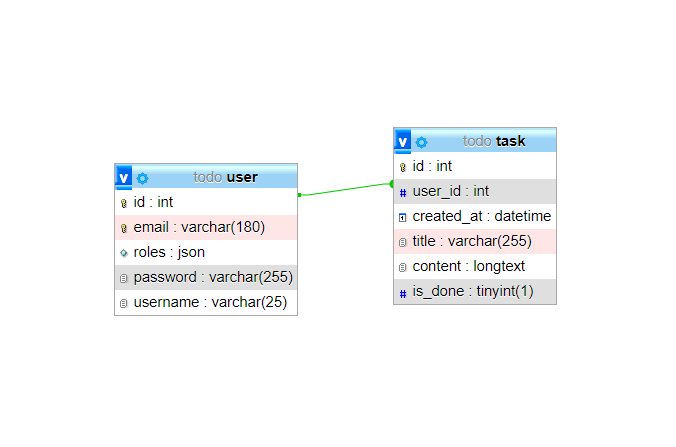 v todo user
id : int
email : varchar(180)
roles : json
password : varchar(255)
username : varchar(25)
v todo task
id : int
# user_id : int
created_at : datetime
title : varchar(255)
content : longtext
# is_done : tinyint(1)